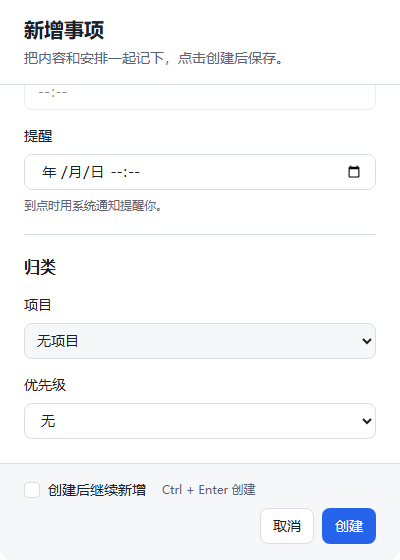 新增事项
把内容和安排一起记下，点击创建后保存。
--:--
提醒
年 /月/日 --:--
到点时用系统通知提醒你。
归类
项目
无项目
优先级
无
创建后继续新增 Ctrl + Enter 创建
取消 创建